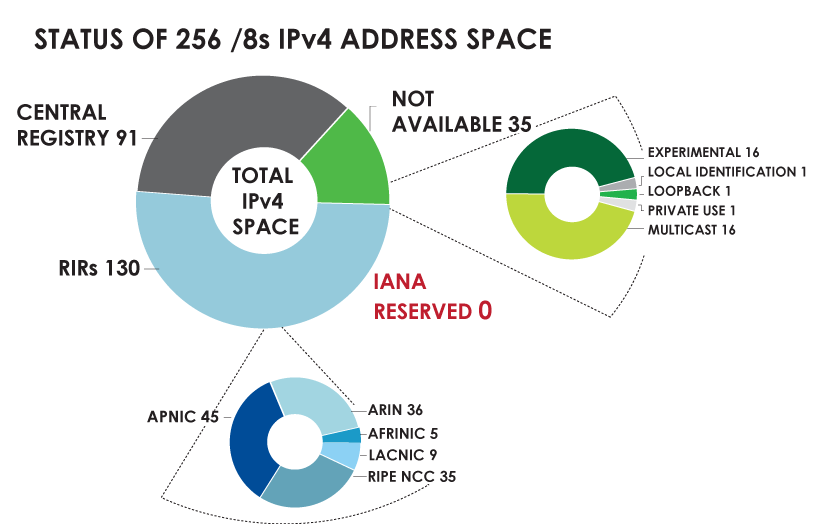 STATUS OF 256 /8s IPv4 ADDRESS SPACE
CENTRAL
REGISTRY 91
NOT
AVAILABLE 35
TOTAL
IPv4
SPACE
RIRs 130
IANA
RESERVED 0
EXPERIMENTAL 16
LOCAL IDENTIFICATION 1
LOOPBACK 1
PRIVATE USE 1
MULTICAST 16
APNIC 45
ARIN 36
AFRINIC 5
LACNIC 9
RIPE NCC 35